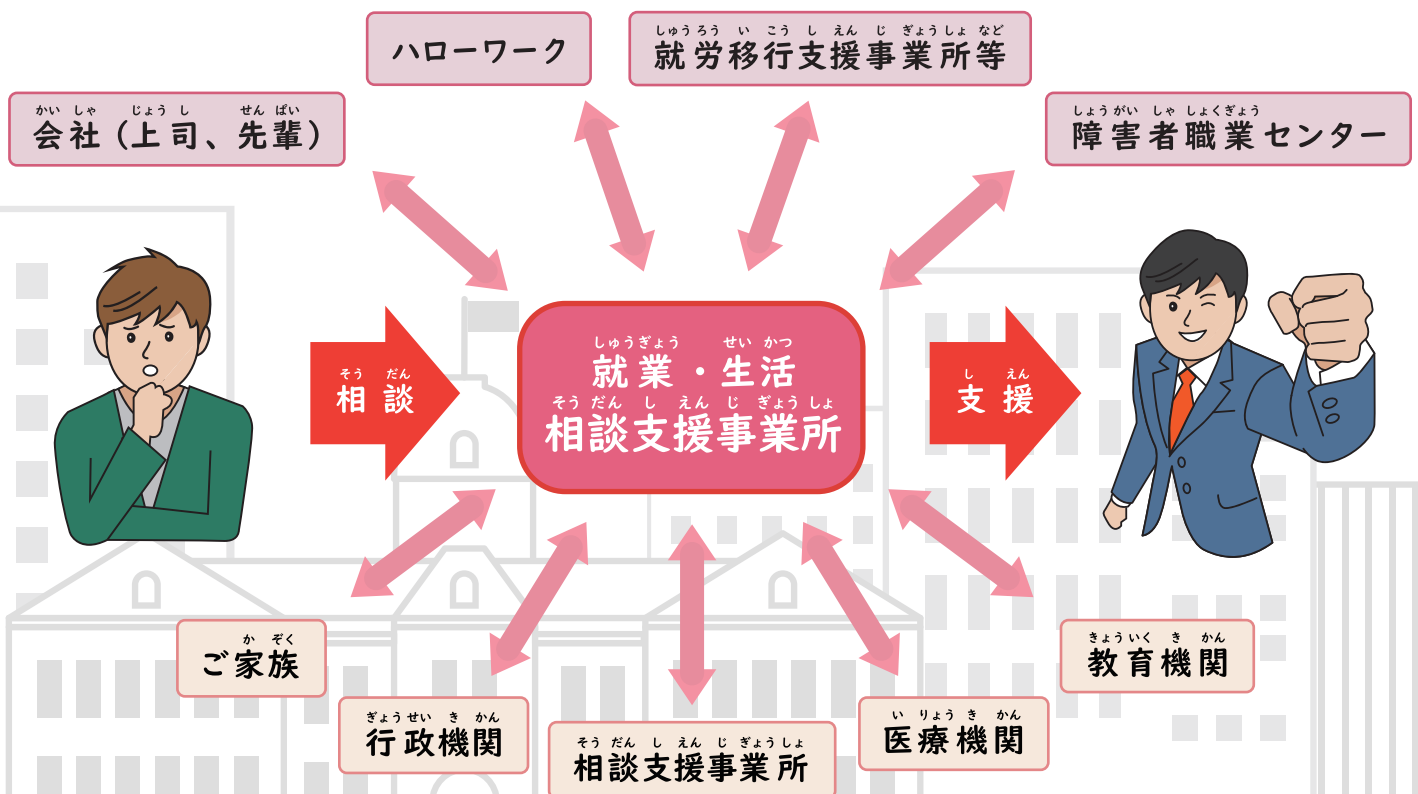 ハローワーク
しゅうろういこうしえんじぎょうしょなど
就労移行支援事業所等
かいしゃ じょうし せんぱい
会社（上司、先輩）
しょうがいしゃしょくぎょう
障害者職業センター
そうだん
相談
しゅうぎょう せいかつ
就業・生活
そうだんしえんじぎょうしょ
相談支援事業所
しえん
支援
かぞく
ご家族
ぎょうせいきかん
行政機関
そうだんしえんじぎょうしょ
相談支援事業所
いりょうきかん
医療機関
きょういくきかん
教育機関